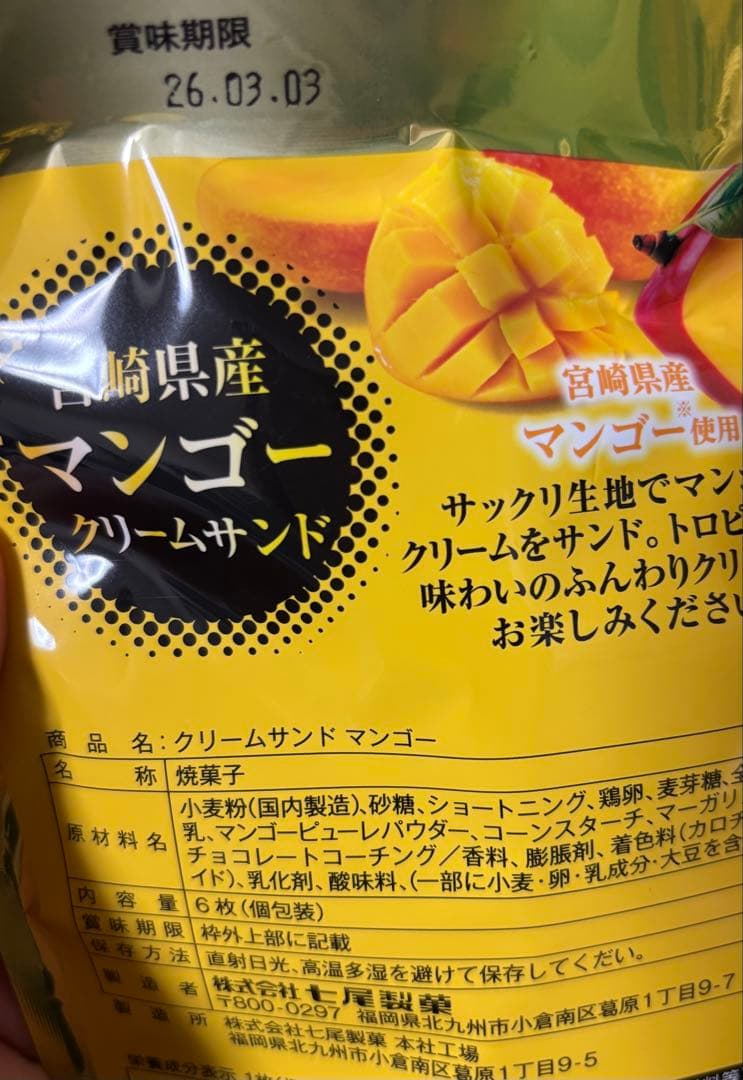 賞味期限
26.03.03
宮崎県産
マンゴー
クリームサンド
宮崎県産
マンゴー※使用
サックリ生地でマン
クリームをサンド。トロピ
味わいのふんわりクリ
お楽しみくださ
商品名:クリームサンド マンゴー
名称 焼菓子
原材料名 小麦粉(国内製造)、砂糖、ショートニング、鶏卵、麦芽糖、全
乳、マンゴーピューレパウダー、コーンスターチ、マーガリ
チョコレートコーチング/香料、膨脹剤、着色料(カロチ
イド)、乳化剤、酸味料、(一部に小麦・卵・乳成分・大豆を含
内容量 6枚(個包装)
賞味期限 枠外上部に記載
保存方法 直射日光、高温多湿を避けて保存してくだい。
製造者 株式会社七尾製菓
〒800-0297 福岡県北九州市小倉南区葛原1丁目9-7
製造所 株式会社七尾製菓 本社工場
福岡県北九州市小倉南区葛原1丁目9-5
栄養成分表示 1枚